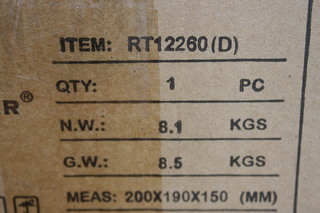 ITEM: RT12260(D)
QTY: 1 PC
R®
N.W.: 8.1 KGS
G.W.: 8.5 KGS
MEAS: 200X190X150 (MM)